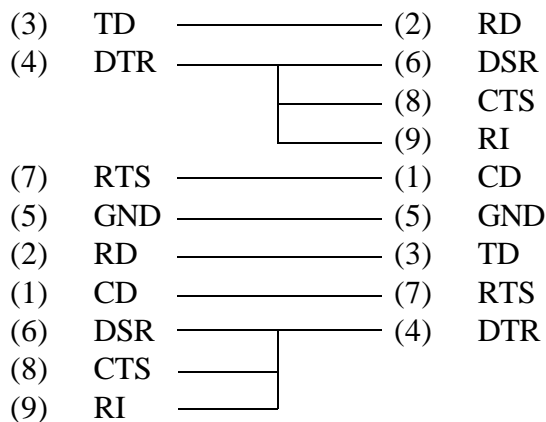 (3) TD (2) RD
(4) DTR (6) DSR
(8) CTS
(9) RI
(7) RTS (1) CD
(5) GND (5) GND
(2) RD (3) TD
(1) CD (7) RTS
(6) DSR (4) DTR
(8) CTS
(9) RI